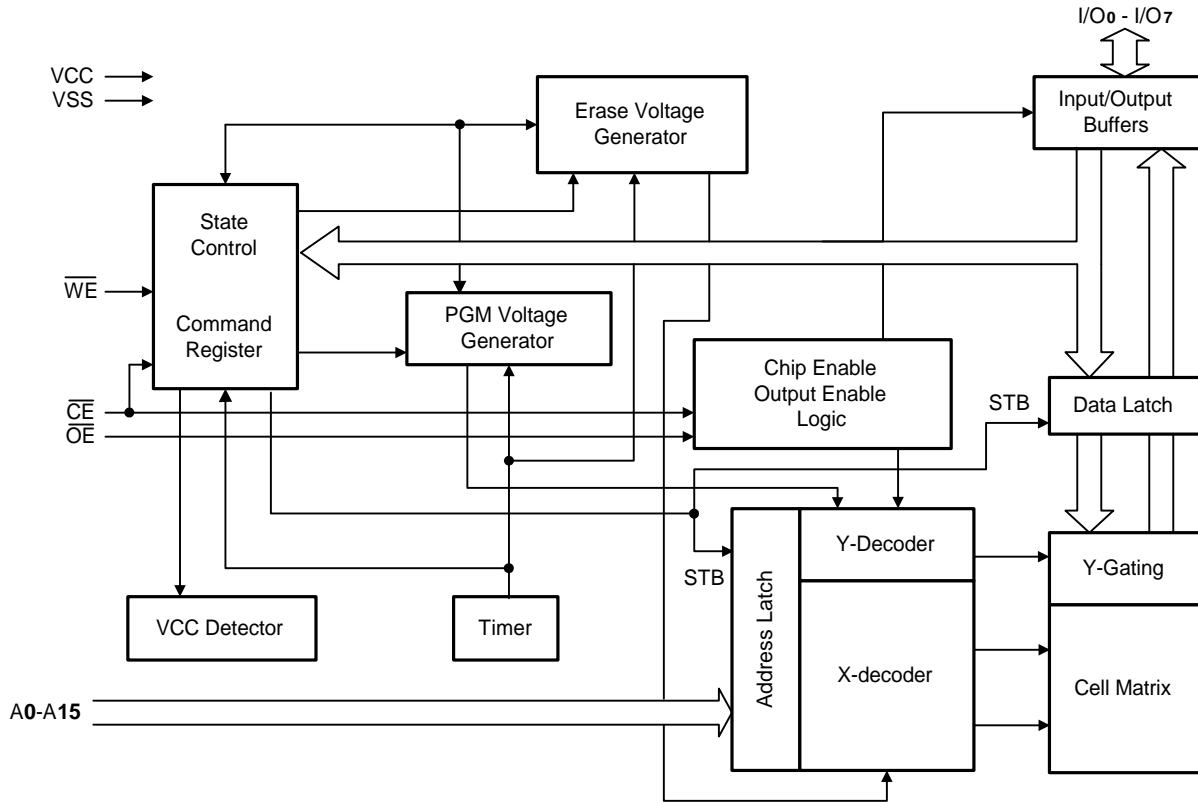 I/O0 - I/O7
VCC
VSS
Erase Voltage
Generator
Input/Output
Buffers
State
Control
WE
Command
Register
PGM Voltage
Generator
Chip Enable
Output Enable
Logic
CE
OE
STB
Data Latch
Y-Decoder
Y-Gating
STB
Address Latch
VCC Detector
Timer
X-decoder
Cell Matrix
A0-A15